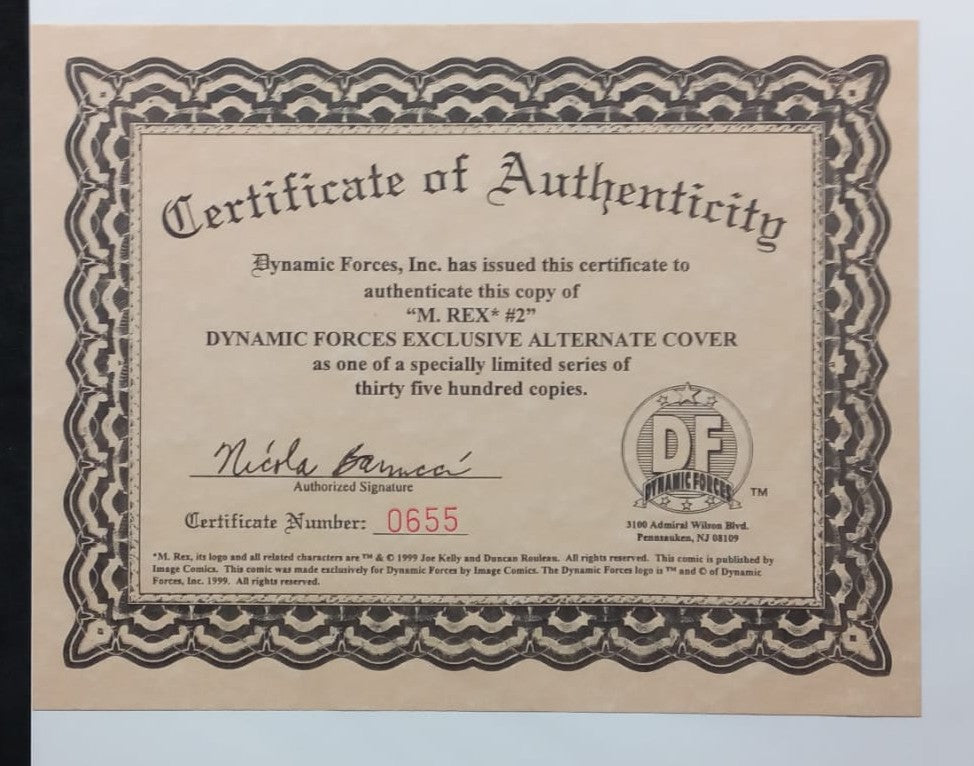 Certificate of Authenticity
Dynamic Forces, Inc. has issued this certificate to
authenticate this copy of
“M. REX* #2”
DYNAMIC FORCES EXCLUSIVE ALTERNATE COVER
as one of a specially limited series of
thirty five hundred copies.
DF
DYNAMIC FORCES
TM
Nicola Barrucci
Authorized Signature
Certificate Number: 0655
3100 Admiral Wilson Blvd.
Pennsauken, NJ 08109
*M. Rex, its logo and all related characters are ™ & © 1999 Joe Kelly and Duncan Rouleau. All rights reserved. This comic is published by
Image Comics. This comic was made exclusively for Dynamic Forces by Image Comics. The Dynamic Forces logo is ™ and © of Dynamic
Forces, Inc. 1999. All rights reserved.